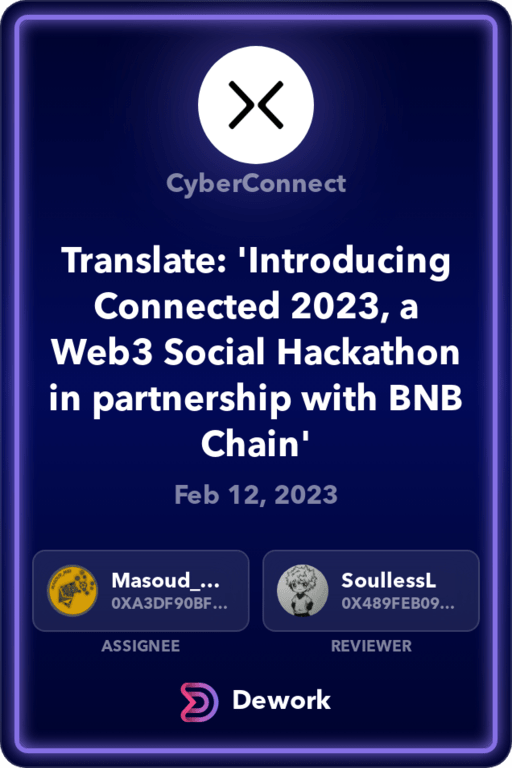 CyberConnect
Translate: 'Introducing
Connected 2023, a
Web3 Social Hackathon
in partnership with BNB
Chain'
Feb 12, 2023
Masoud_...
0XA3DF90BF...
SoullessL
0X489FEB09...
ASSIGNEE
REVIEWER
Dework